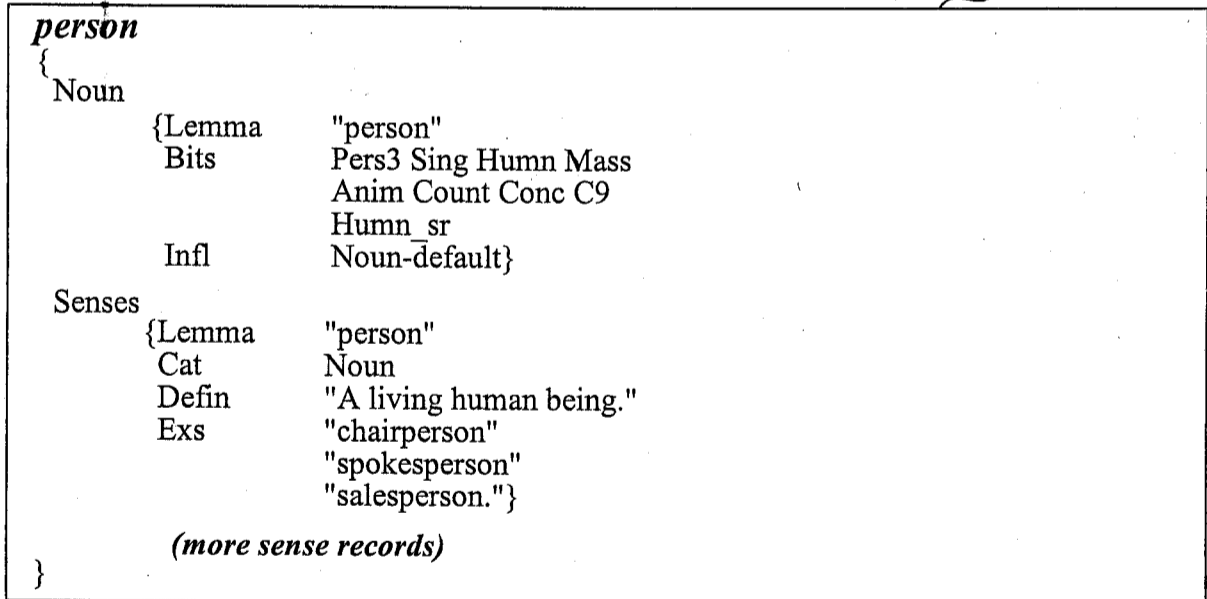 person
{
Noun
{Lemma "person"
Bits Pers3 Sing Humn Mass
Anim Count Conc C9
Humn_sr
Infl Noun-default}
Senses
{Lemma "person"
Cat Noun
Defin "A living human being."
Exs "chairperson"
"spokesperson"
"salesperson."}
(more sense records)
}